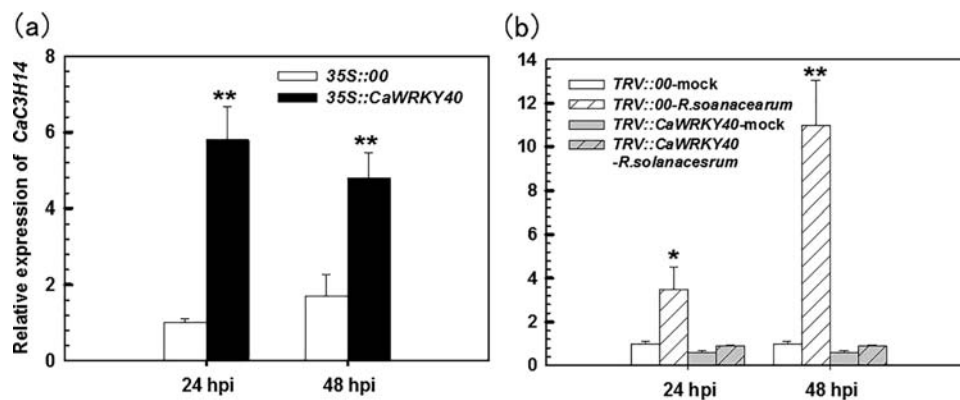 (a)
Relative expression of CaC3H14
8
6
4
2
0
35S::00
35S::CaWRKY40
**
**
24 hpi
48 hpi
(b)
14
12
10
8
6
4
2
0
TRV::00-mock
TRV::00-R.soanacearum
TRV::CaWRKY40-mock
TRV::CaWRKY40
-R.solanacesrum
*
**
24 hpi
48 hpi